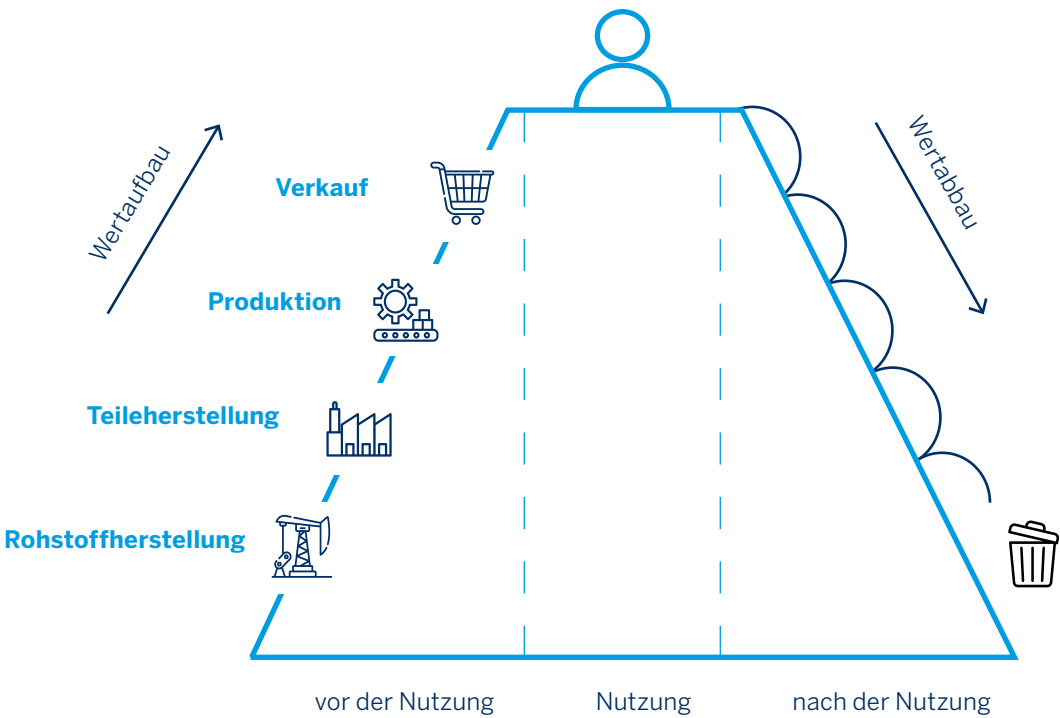 Wertaufbau
Wertabbau
Verkauf
Produktion
Teileherstellung
Rohstoffherstellung
vor der Nutzung
Nutzung
nach der Nutzung